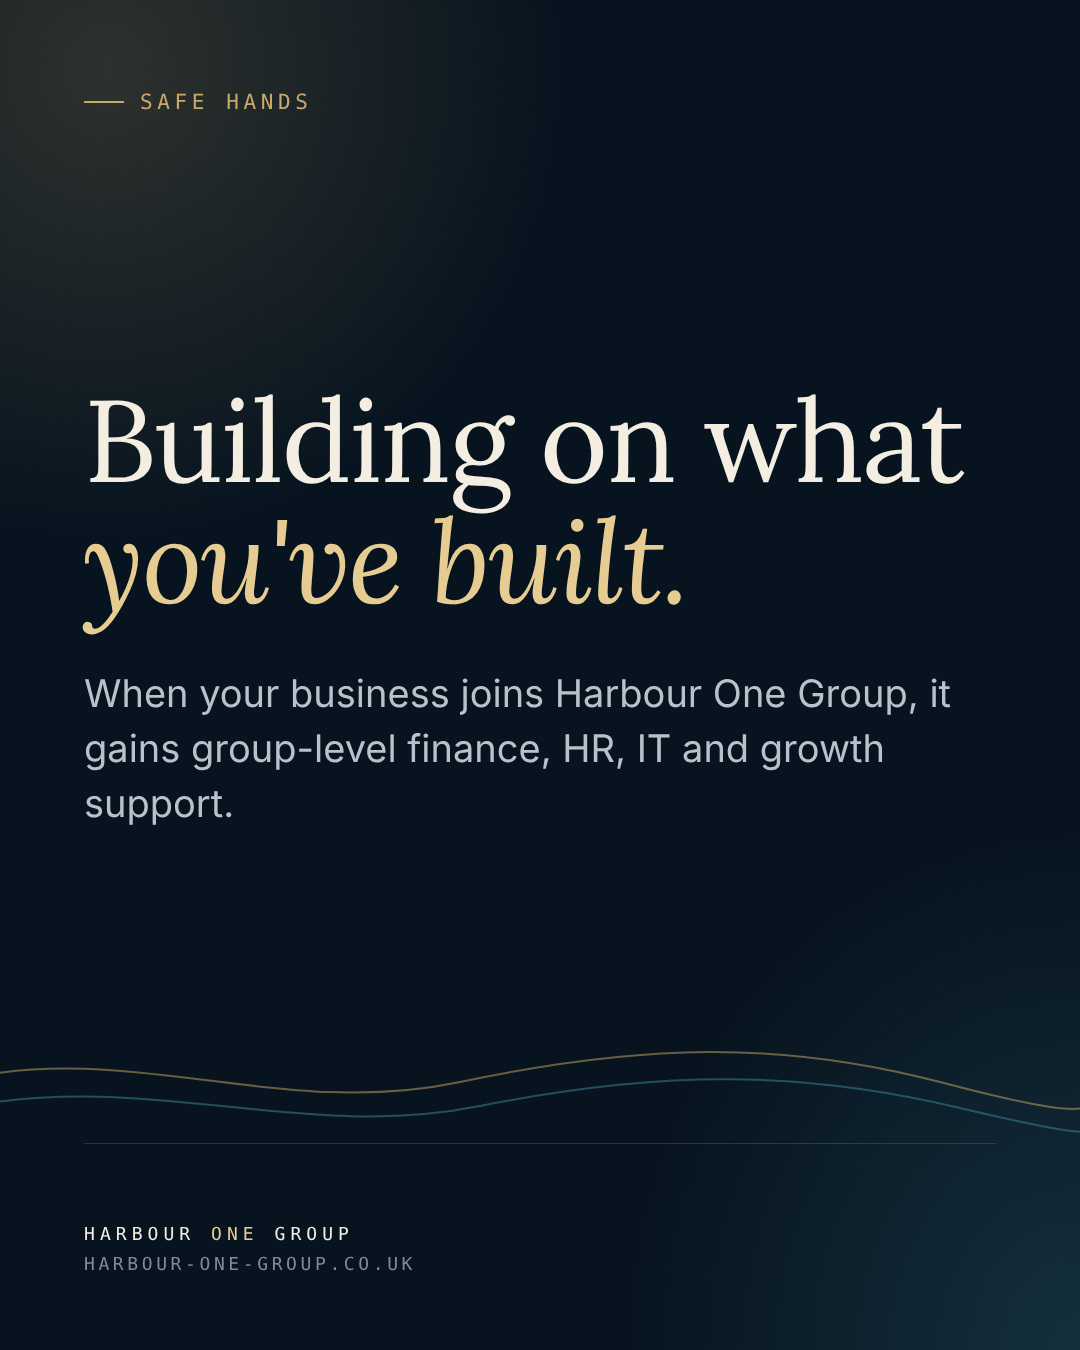 SAFE HANDS
Building on what
you've built.
When your business joins Harbour One Group, it
gains group-level finance, HR, IT and growth
support.
HARBOUR ONE GROUP
HARBOUR-ONE-GROUP.CO.UK